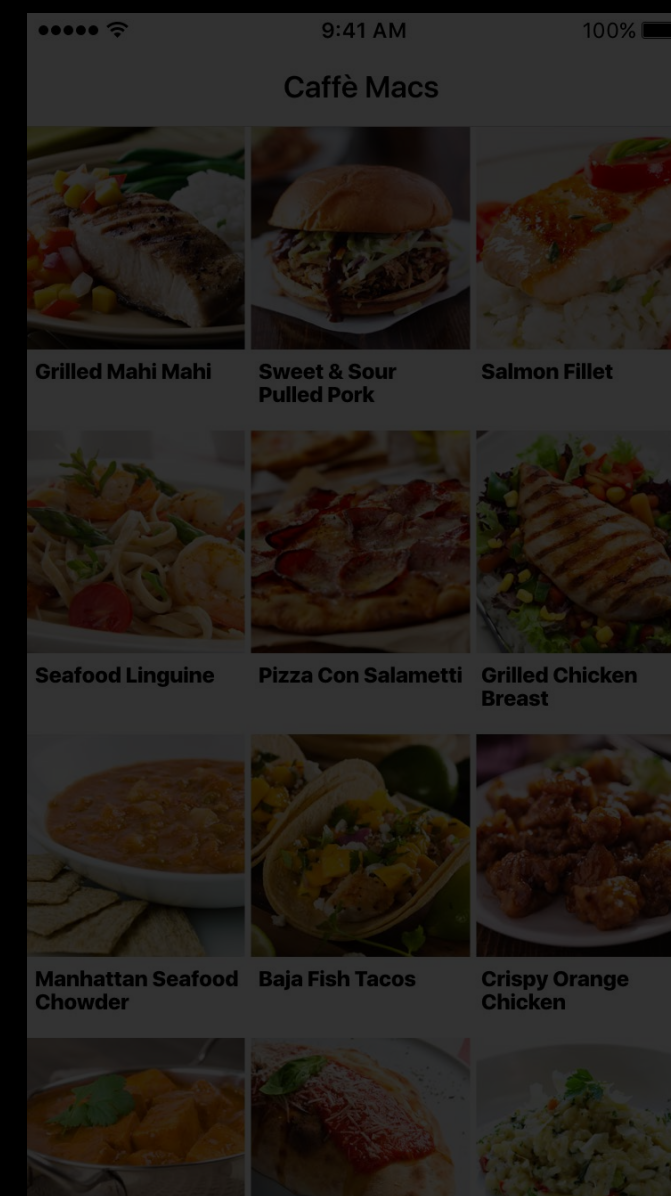 9:41 AM
100%
Caffè Macs
Grilled Mahi Mahi
Sweet & Sour
Pulled Pork
Salmon Fillet
Seafood Linguine
Pizza Con Salametti
Grilled Chicken
Breast
Manhattan Seafood
Chowder
Baja Fish Tacos
Crispy Orange
Chicken